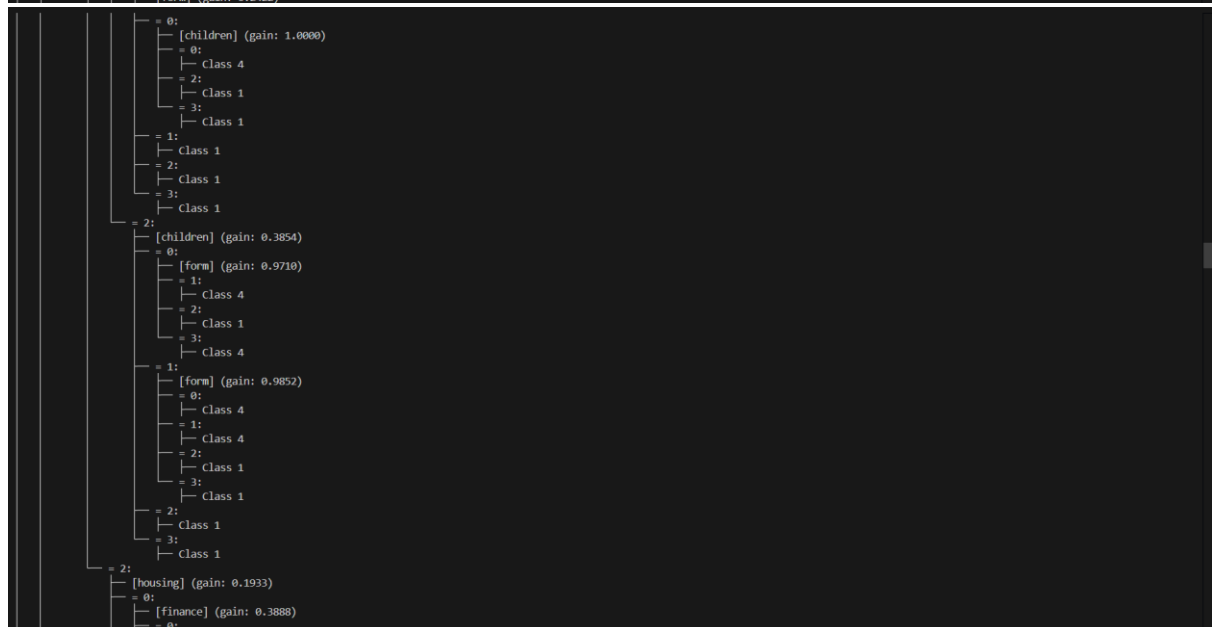 = 0:
[children] (gain: 1.0000)
= 0:
Class 4
= 2:
Class 1
= 3:
Class 1
= 1:
Class 1
= 2:
Class 1
= 3:
Class 1
= 2:
[children] (gain: 0.3854)
= 0:
[form] (gain: 0.9710)
= 1:
Class 4
= 2:
Class 1
= 3:
Class 4
= 1:
[form] (gain: 0.9852)
= 0:
Class 4
= 1:
Class 4
= 2:
Class 1
= 3:
Class 1
= 2:
Class 1
= 3:
Class 1
= 2:
[housing] (gain: 0.1933)
= 0:
[finance] (gain: 0.3888)
= 0: